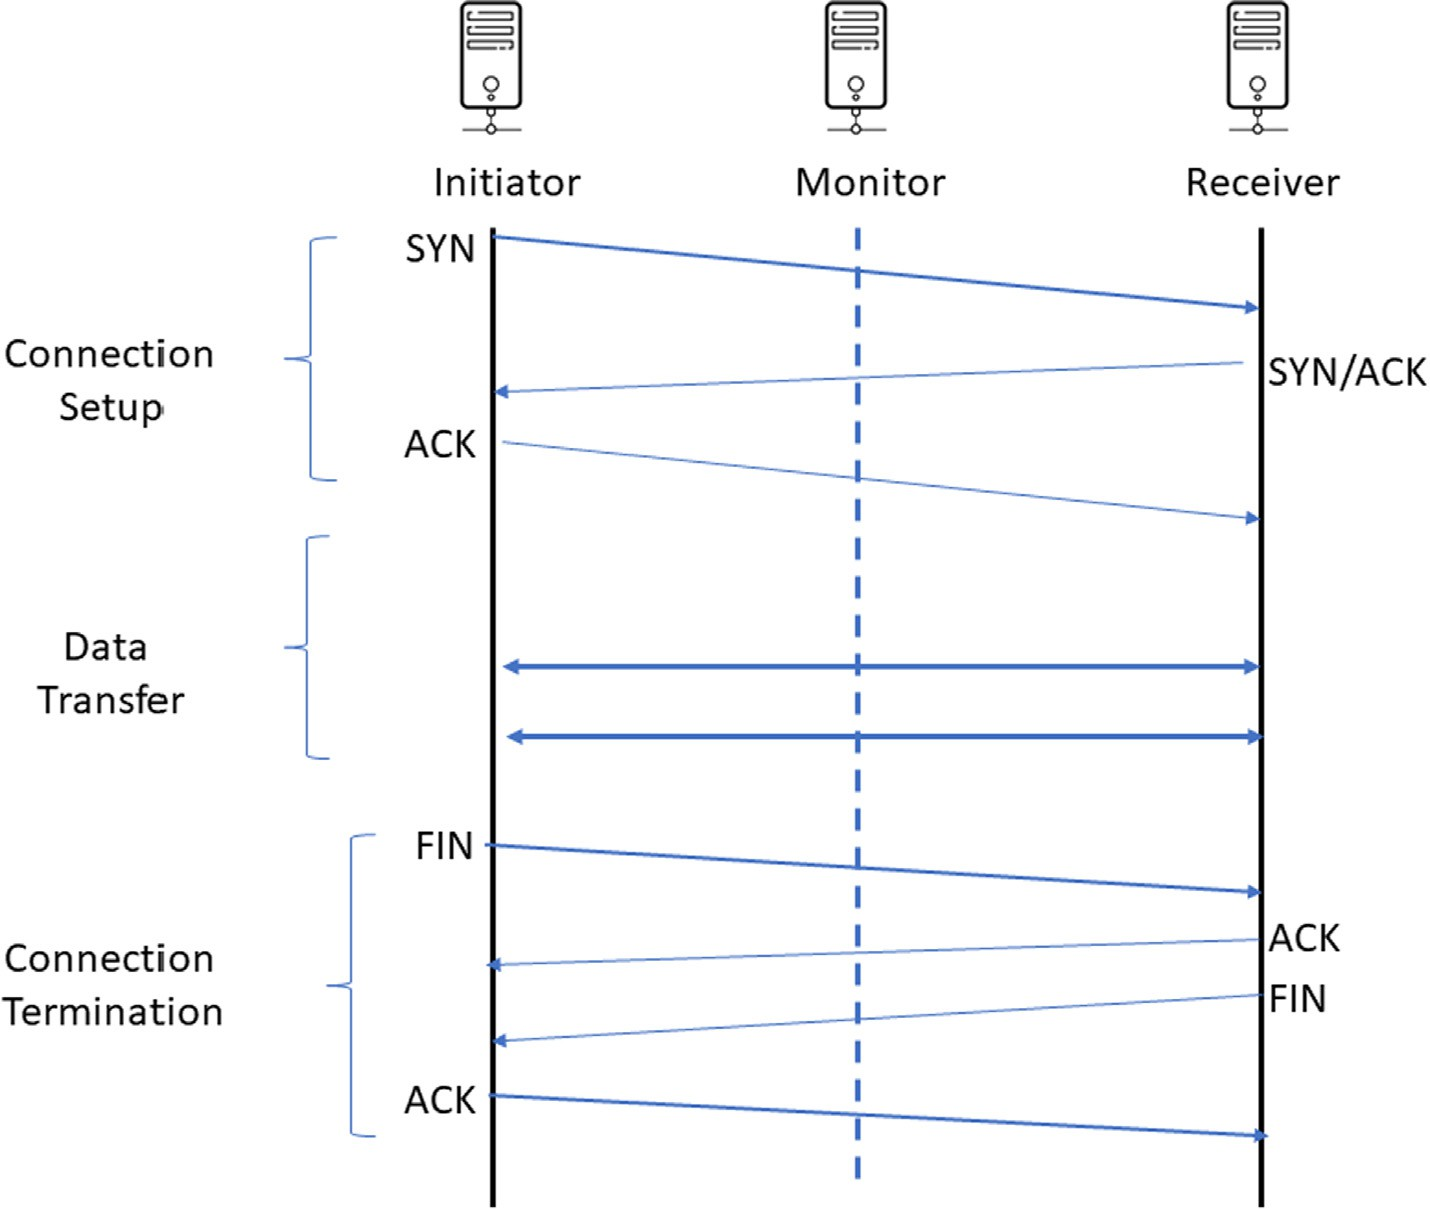 Initiator
Monitor
Receiver
SYN
Connection
Setup
SYN/ACK
ACK
Data
Transfer
FIN
ACK
Connection
Termination
FIN
ACK